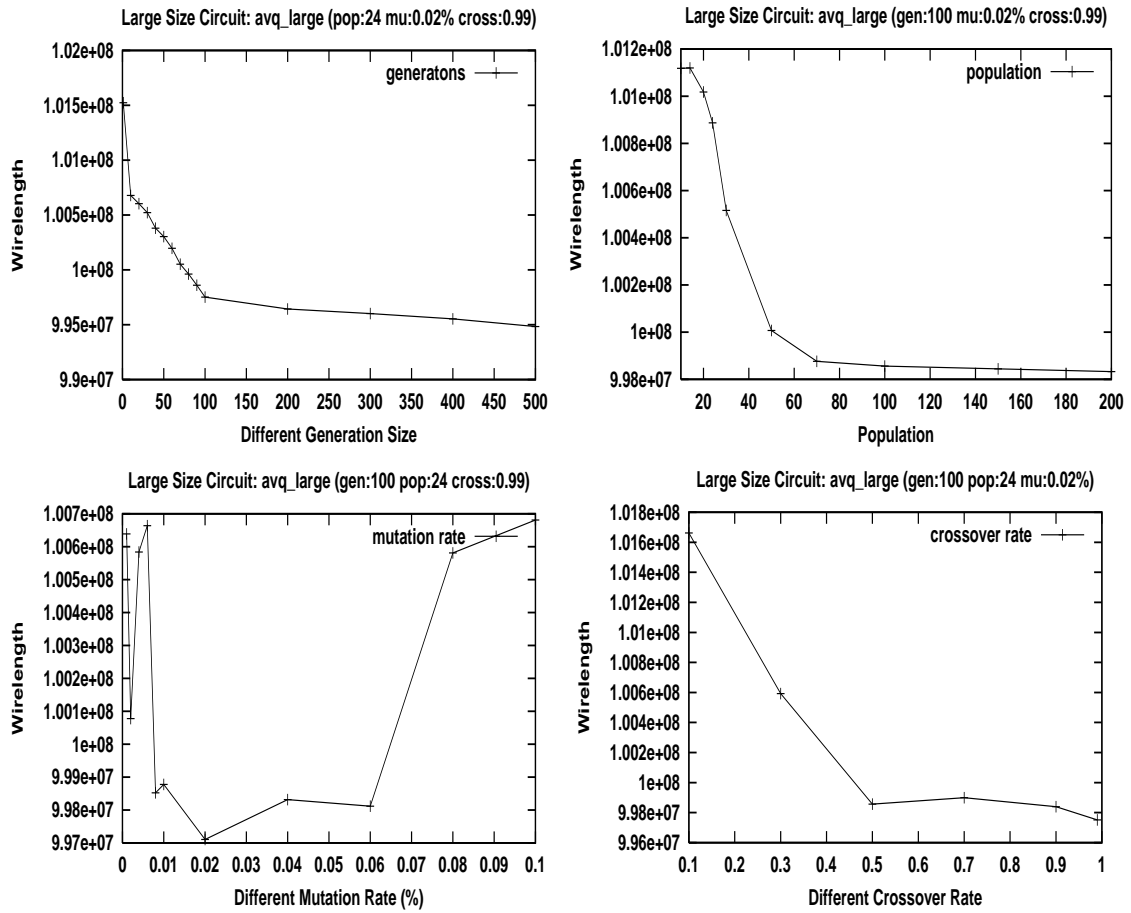 Large Size Circuit: avq_large (pop:24 mu:0.02% cross:0.99)
1.02e+08
1.015e+08
1.01e+08
1.005e+08
1e+08
9.95e+07
9.9e+07
Wirelength
generatons
0 50 100 150 200 250 300 350 400 450 500
Different Generation Size
Large Size Circuit: avq_large (gen:100 mu:0.02% cross:0.99)
1.012e+08
1.01e+08
1.008e+08
1.006e+08
1.004e+08
1.002e+08
1e+08
9.98e+07
Wirelength
population
20 40 60 80 100 120 140 160 180 200
Population
Large Size Circuit: avq_large (gen:100 pop:24 cross:0.99)
1.007e+08
1.006e+08
1.005e+08
1.004e+08
1.003e+08
1.002e+08
1.001e+08
1e+08
9.99e+07
9.98e+07
9.97e+07
Wirelength
mutation rate
0 0.01 0.02 0.03 0.04 0.05 0.06 0.07 0.08 0.09 0.1
Different Mutation Rate (%)
Large Size Circuit: avq_large (gen:100 pop:24 mu:0.02%)
1.018e+08
1.016e+08
1.014e+08
1.012e+08
1.01e+08
1.008e+08
1.006e+08
1.004e+08
1.002e+08
1e+08
9.98e+07
9.96e+07
Wirelength
crossover rate
0.1 0.2 0.3 0.4 0.5 0.6 0.7 0.8 0.9 1
Different Crossover Rate